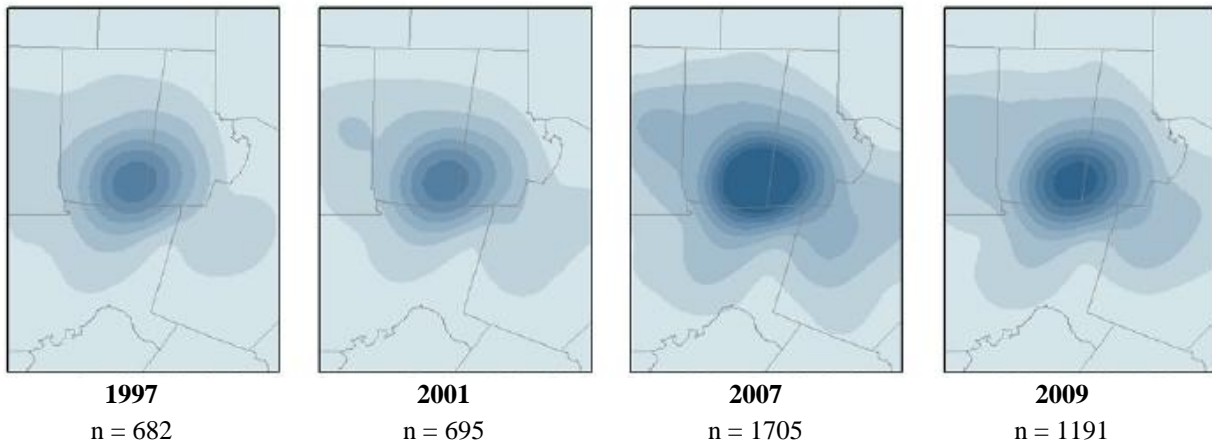 1997 2001 2007 2009
n = 682 n = 695 n = 1705 n = 1191